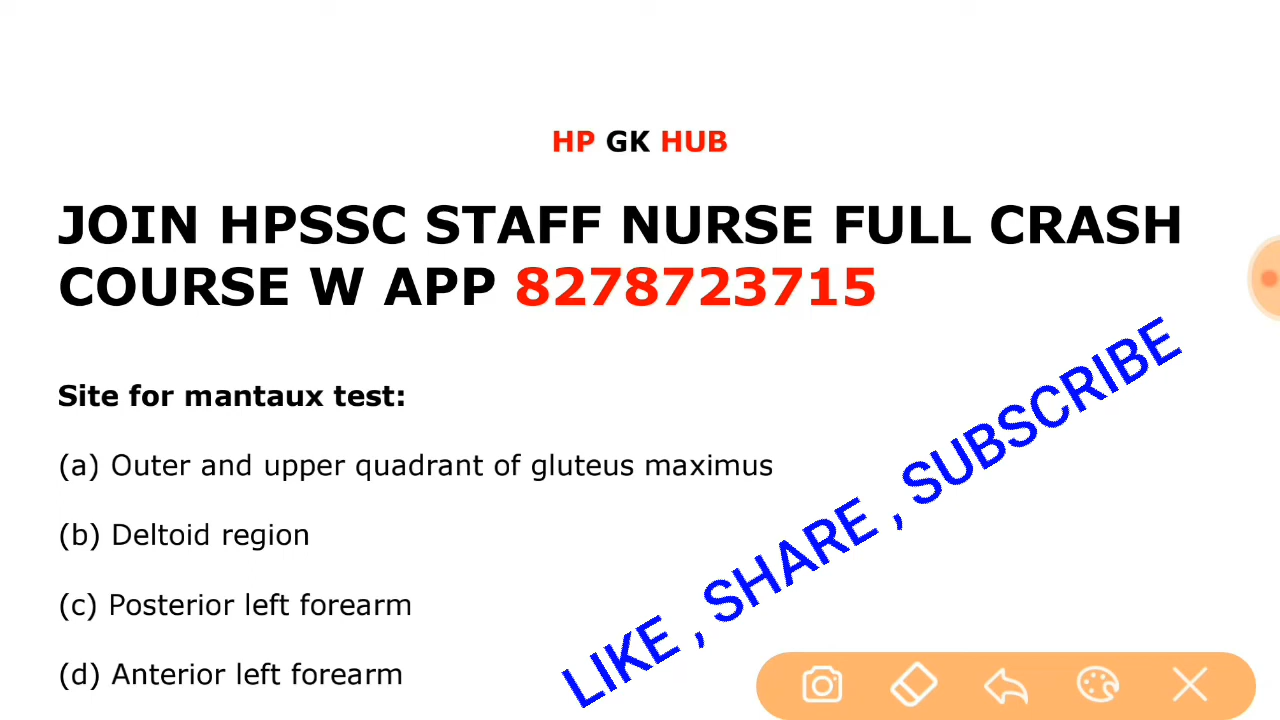 HP GK HUB
JOIN HPSSC STAFF NURSE FULL CRASH
COURSE W APP 8278723715
Site for mantaux test:
(a) Outer and upper quadrant of gluteus maximus
(b) Deltoid region
(c) Posterior left forearm
(d) Anterior left forearm
LIKE , SHARE , SUBSCRIBE